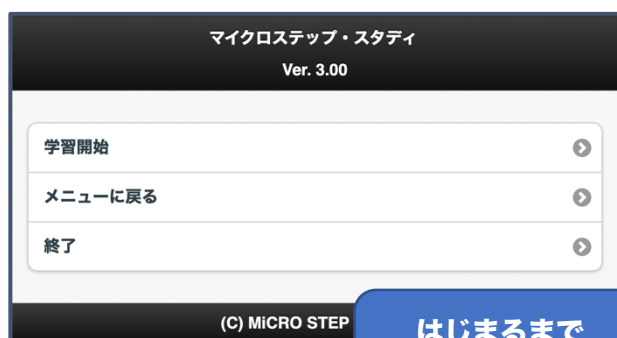 マイクロステップ・スタディ
Ver. 3.00
学習開始
メニューに戻る
終了
(C) MiCRO STEP
はじまるまで